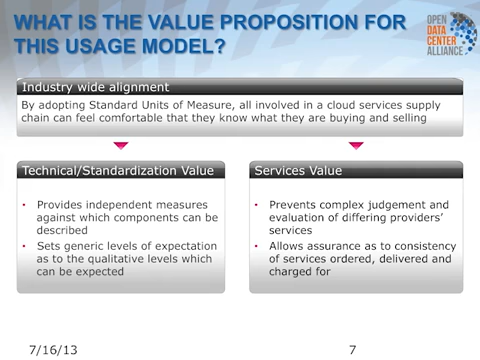 WHAT IS THE VALUE PROPOSITION FOR
THIS USAGE MODEL?
OPEN
DATA
CENTER
ALLIANCE
Industry wide alignment
By adopting Standard Units of Measure, all involved in a cloud services supply
chain can feel comfortable that they know what they are buying and selling
Technical/Standardization Value
• Provides independent measures
against which components can be
described
• Sets generic levels of expectation
as to the qualitative levels which
can be expected
Services Value
• Prevents complex judgement and
evaluation of differing providers’
services
• Allows assurance as to consistency
of services ordered, delivered and
charged for
7/16/13
7